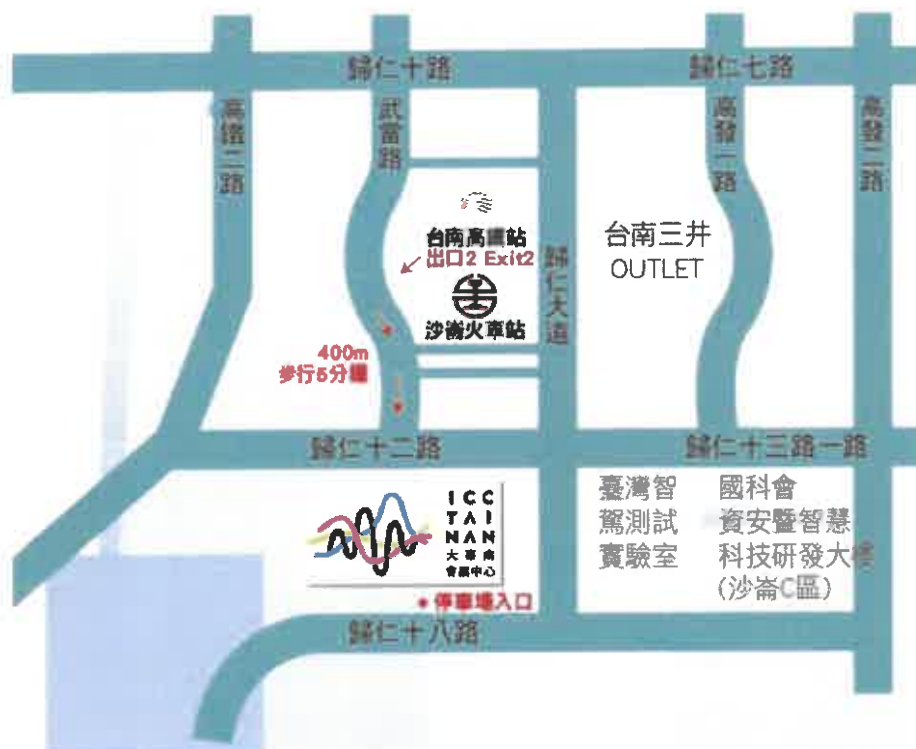 歸仁十路
歸仁七路
高鐵二路
武當路
高發一路
高發二路
台南高鐵站
出口2 Exit2
沙崙火車站
歸仁大道
台南三井
OUTLET
400m
步行5分鐘
歸仁十二路
歸仁十三路一路
ICC
TAI
NAN
大臺南
會展中心
停車場入口
臺灣智
駕測試
實驗室
國科會
資安暨智慧
科技研發大樓
(沙崙C區)
歸仁十八路